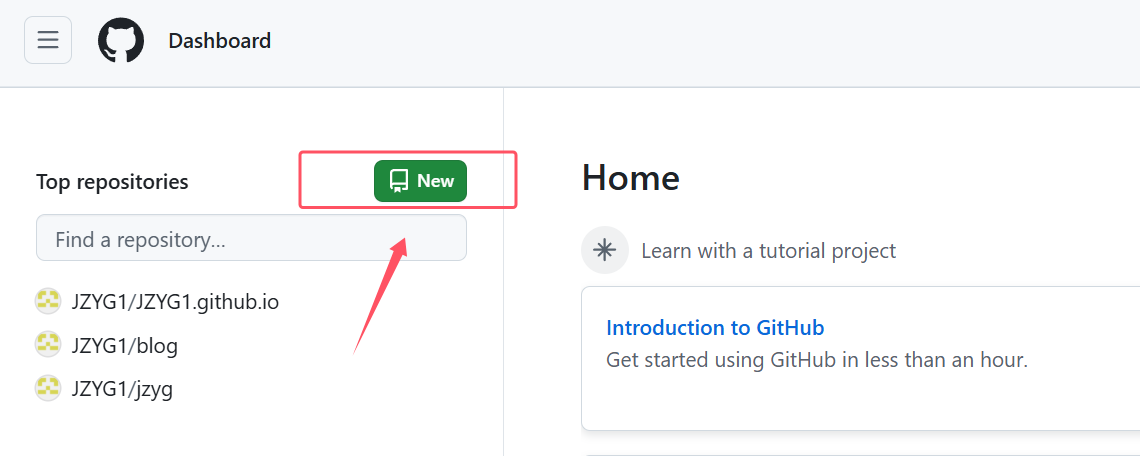 Dashboard
Top repositories
New
Find a repository...
JZYG1/JZYG1.github.io
JZYG1/blog
JZYG1/jzyg
Home
Learn with a tutorial project
Introduction to GitHub
Get started using GitHub in less than an hour.